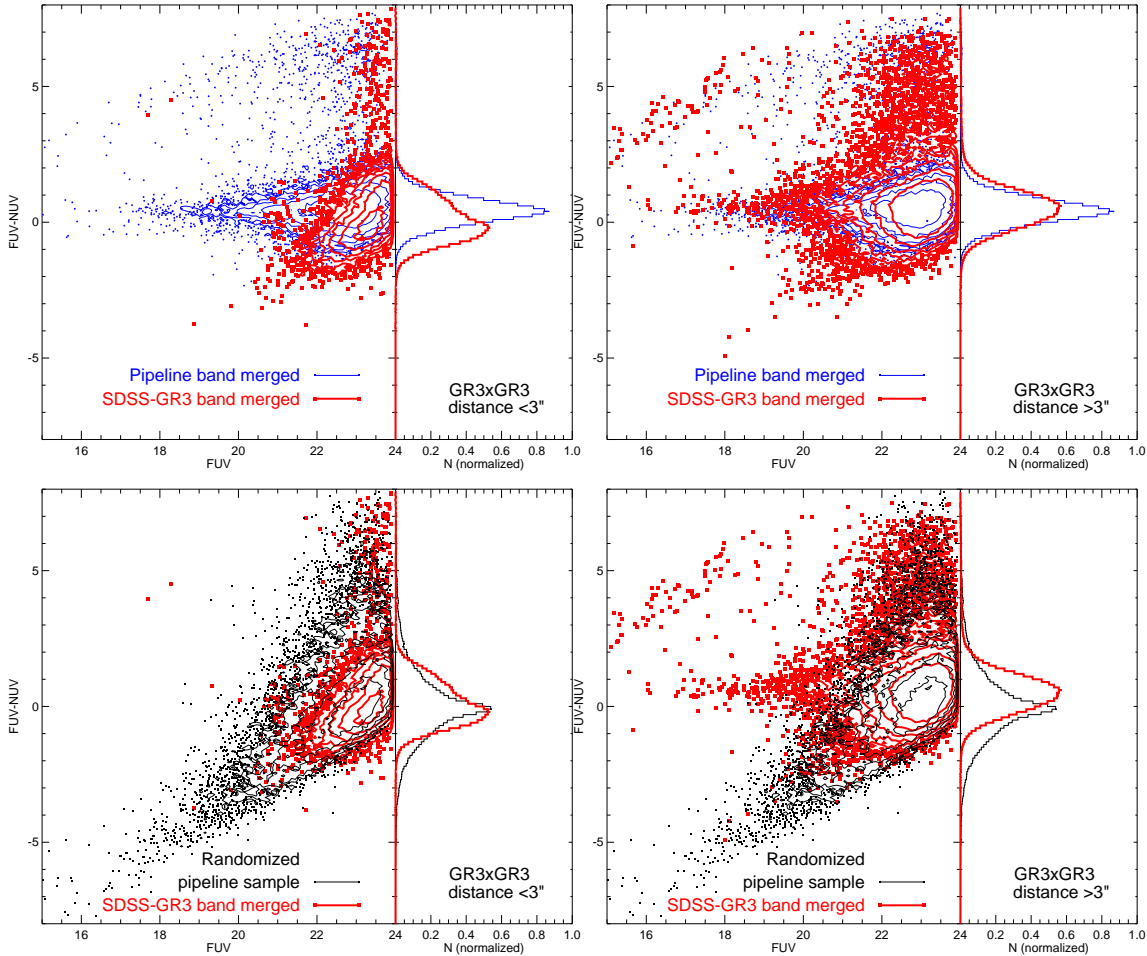 5
0
-5
FUV-NUV
Pipeline band merged
SDSS-GR3 band merged
GR3xGR3
distance <3"
16 18 20 22 24 0.2 0.4 0.6 0.8 1.0
FUV
N (normalized)
Pipeline band merged
SDSS-GR3 band merged
GR3xGR3
distance >3"
16 18 20 22 24 0.2 0.4 0.6 0.8 1.0
FUV
N (normalized)
5
0
-5
FUV-NUV
Randomized
pipeline sample
SDSS-GR3 band merged
GR3xGR3
distance <3"
16 18 20 22 24 0.2 0.4 0.6 0.8 1.0
FUV
N (normalized)
5
0
-5
FUV-NUV
Randomized
pipeline sample
SDSS-GR3 band merged
GR3xGR3
distance >3"
16 18 20 22 24 0.2 0.4 0.6 0.8 1.0
FUV
N (normalized)